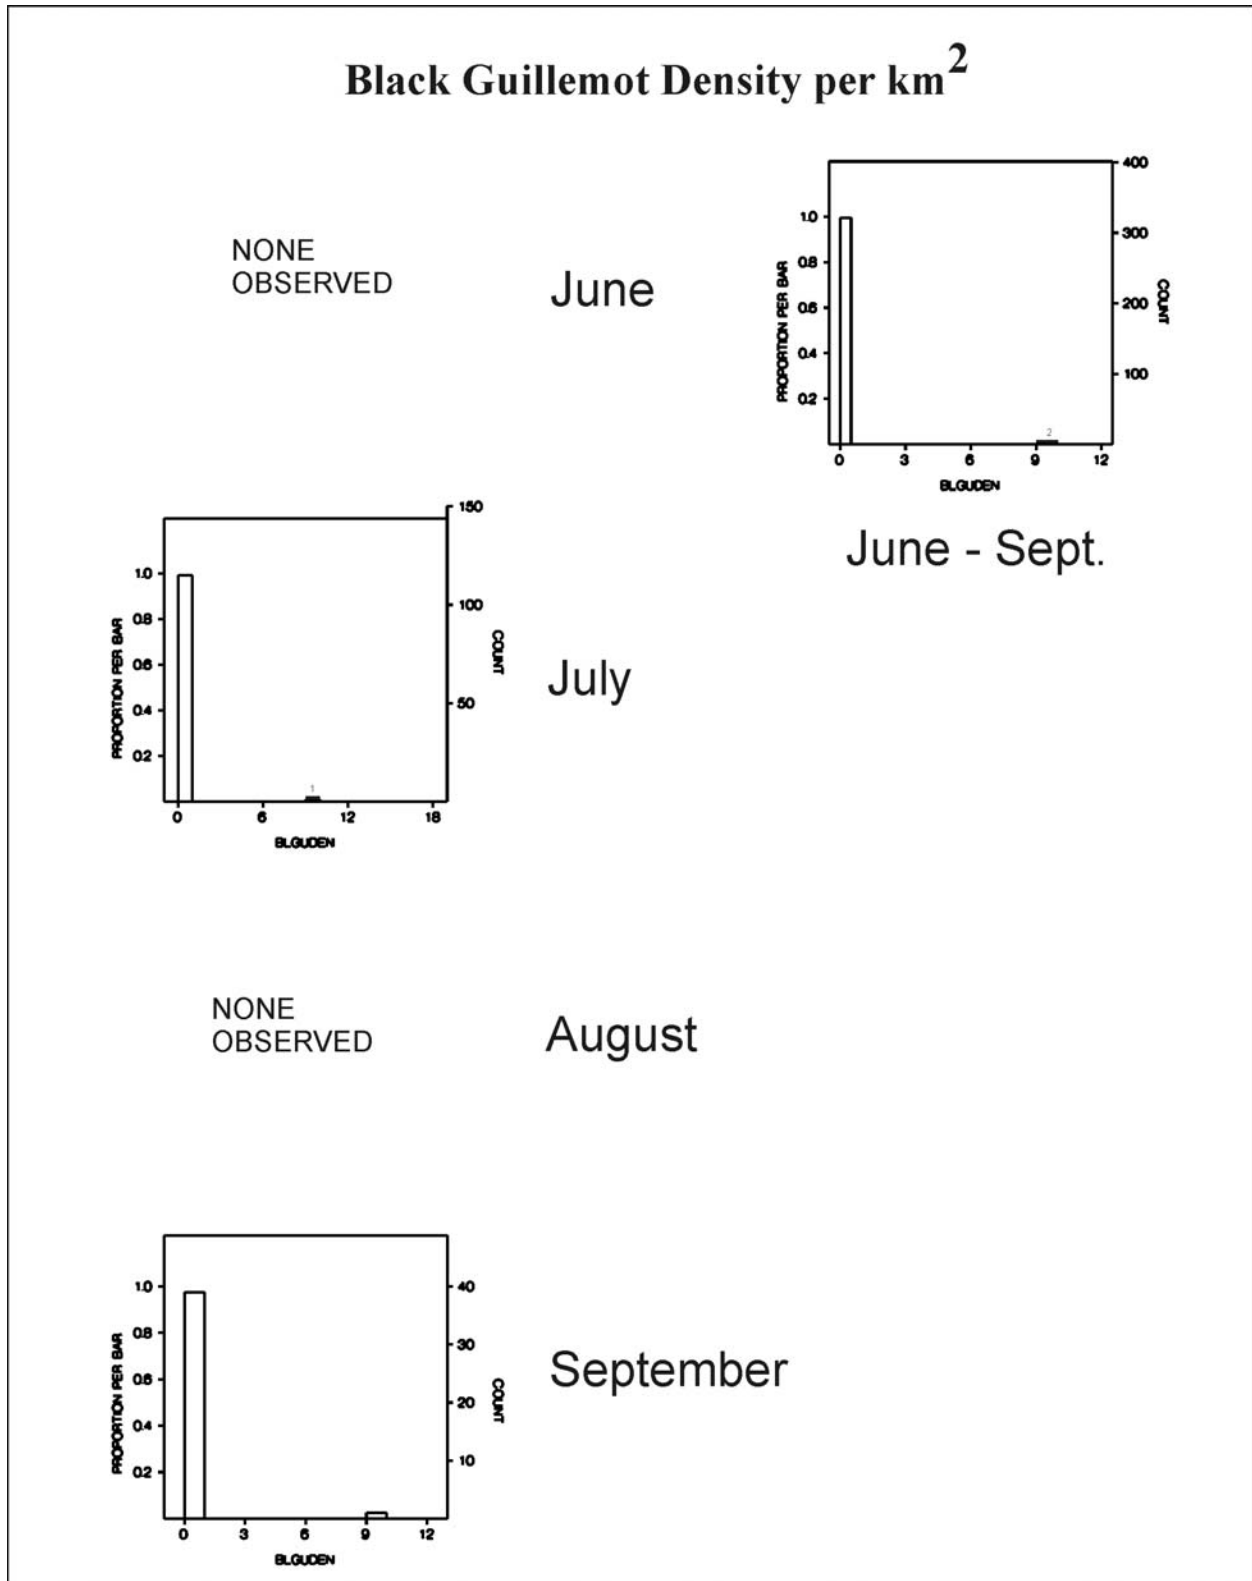 Black Guillemot Density per km2
NONE
OBSERVED
June
PROPORTION PER BAR
1.0
0.8
0.6
0.4
0.2
400
300
200
100
COUNT
2
0 3 6 9 12
BLGUDEN
June - Sept.
PROPORTION PER BAR
1.0
0.8
0.6
0.4
0.2
150
100
50
COUNT
1
0 6 12 18
BLGUDEN
July
NONE
OBSERVED
August
PROPORTION PER BAR
1.0
0.8
0.6
0.4
0.2
40
30
20
10
COUNT
0 3 6 9 12
BLGUDEN
September